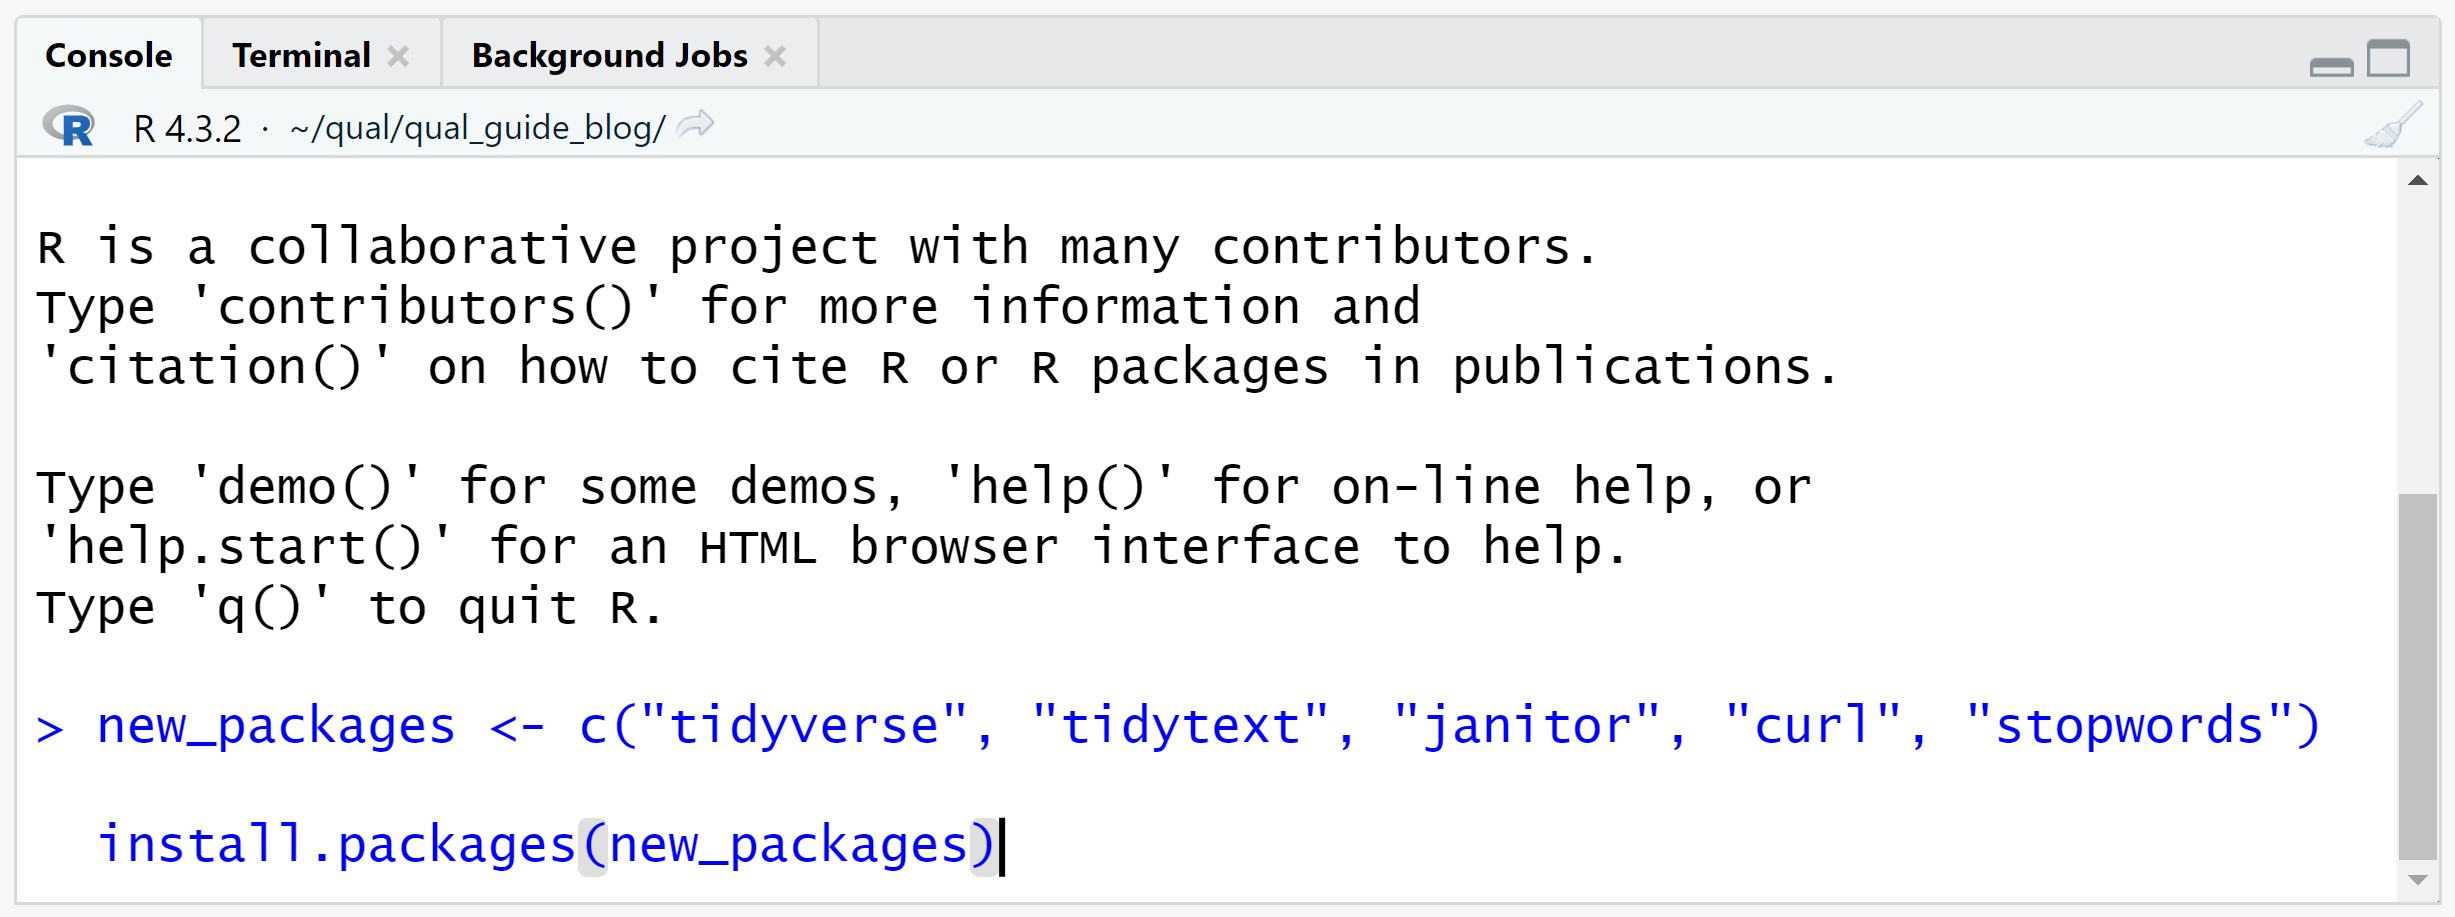 Console Terminal Background Jobs
R R 4.3.2 · ~/qual/qual_guide_blog/
R is a collaborative project with many contributors.
Type 'contributors()' for more information and
'citation()' on how to cite R or R packages in publications.
Type 'demo()' for some demos, 'help()' for on-line help, or
'help.start()' for an HTML browser interface to help.
Type 'q()' to quit R.
> new_packages <- c("tidyverse", "tidytext", "janitor", "curl", "stopwords")
install.packages(new_packages)